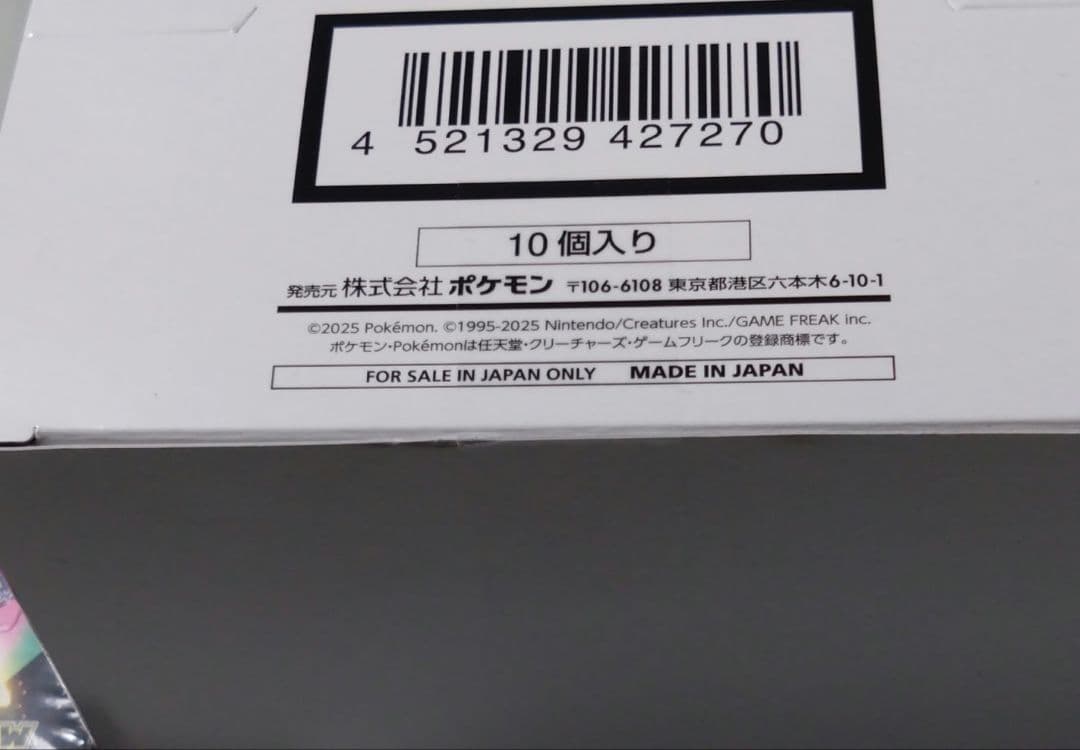 4 521329 427270
10個入り
発売元 株式会社 ポケモン 〒106-6108 東京都港区六本木6-10-1
©2025 Pokémon. ©1995-2025 Nintendo/Creatures Inc./GAME FREAK inc.
ポケモン・Pokémonは任天堂・クリーチャーズ・ゲームフリークの登録商標です。
FOR SALE IN JAPAN ONLY MADE IN JAPAN